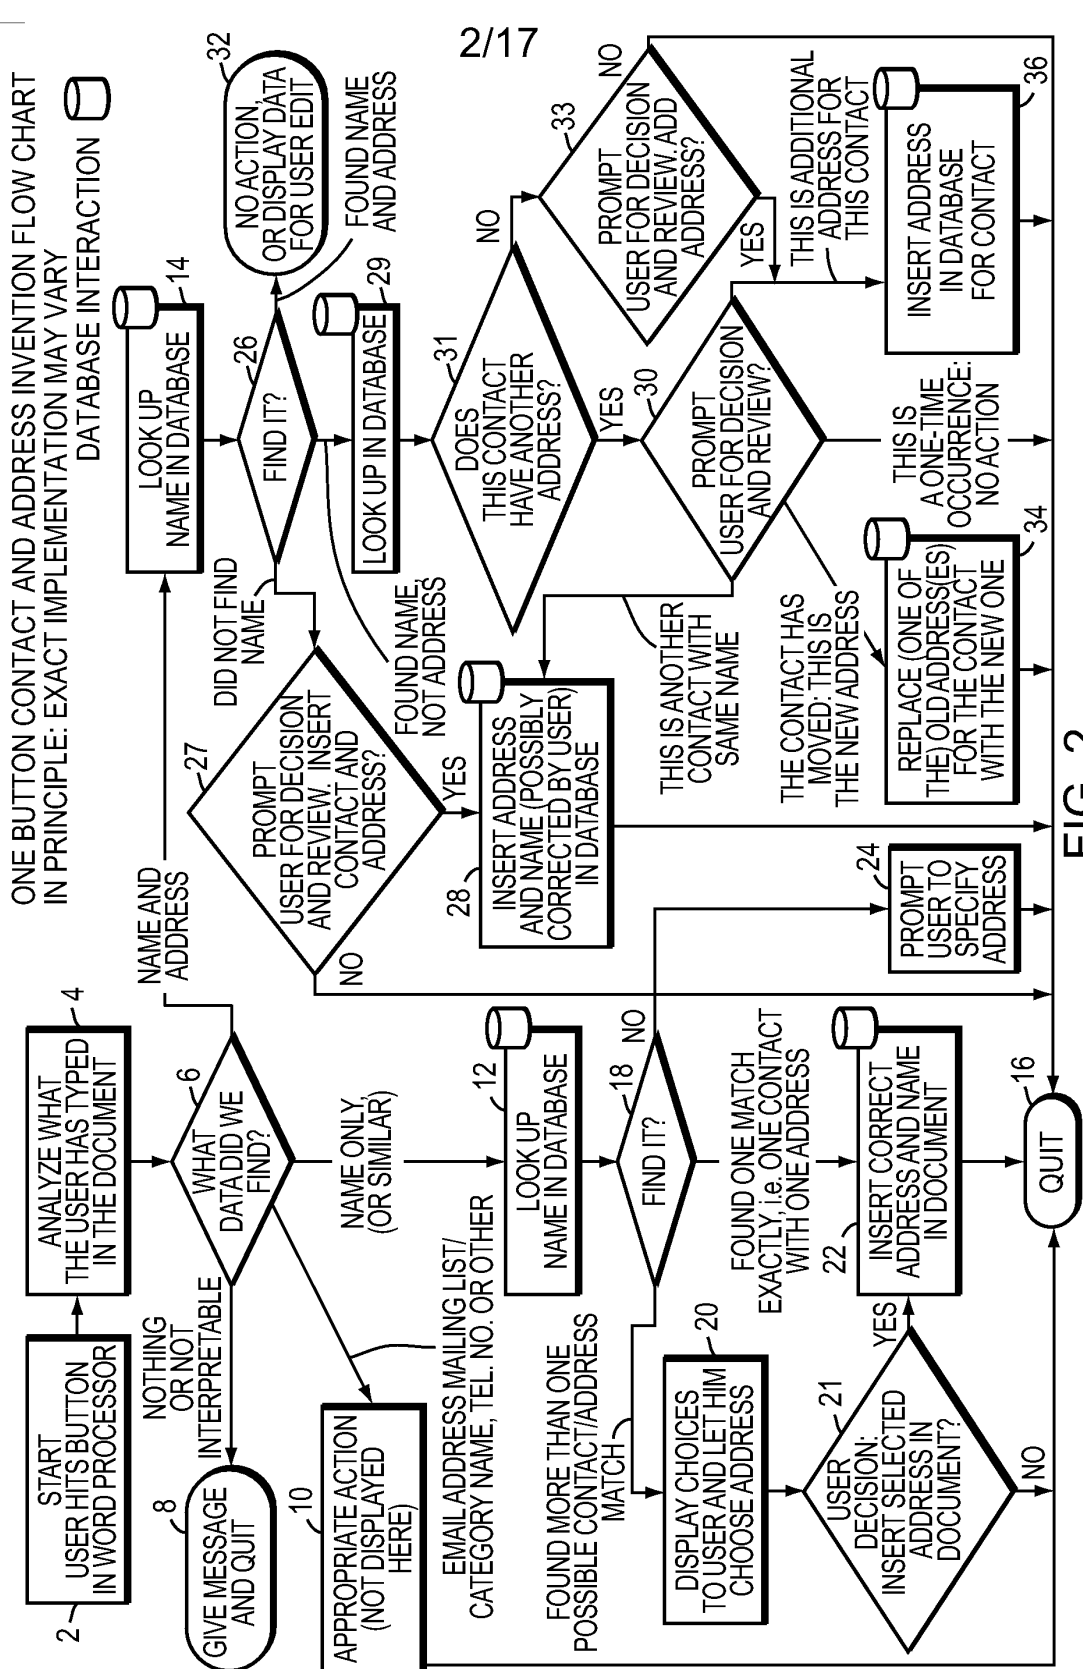 2/17
ONE BUTTON CONTACT AND ADDRESS INVENTION FLOW CHART
IN PRINCIPLE: EXACT IMPLEMENTATION MAY VARY
DATABASE INTERACTION
2
START
USER HITS BUTTON
IN WORD PROCESSOR
4
ANALYZE WHAT
THE USER HAS TYPED
IN THE DOCUMENT
6
WHAT
DATA DID WE
FIND?
NOTHING
OR NOT
INTERPRETABLE
8
GIVE MESSAGE
AND QUIT
10
APPROPRIATE ACTION
(NOT DISPLAYED
HERE)
EMAIL ADDRESS MAILING LIST/
CATEGORY NAME, TEL. NO. OR OTHER
NAME ONLY,
(OR SIMILAR)
NAME AND
ADDRESS
12
LOOK UP
NAME IN DATABASE
18
FIND IT?
NO
FOUND MORE THAN ONE
POSSIBLE CONTACT/ADDRESS
MATCH
20
DISPLAY CHOICES
TO USER AND LET HIM
CHOOSE ADDRESS
21
USER
DECISION:
INSERT SELECTED
ADDRESS IN
DOCUMENT?
YES
NO
FOUND ONE MATCH
EXACTLY, i.e. ONE CONTACT
WITH ONE ADDRESS
22
INSERT CORRECT
ADDRESS AND NAME
IN DOCUMENT
24
PROMPT
USER TO
SPECIFY
ADDRESS
16
QUIT
14
LOOK UP
NAME IN DATABASE
26
FIND IT?
DID NOT FIND
NAME
FOUND NAME
AND ADDRESS
32
NO ACTION,
OR DISPLAY DATA
FOR USER EDIT
FOUND NAME,
NOT ADDRESS
27
PROMPT
USER FOR DECISION
AND REVIEW. INSERT
CONTACT AND
ADDRESS?
NO
YES
28
INSERT ADDRESS
AND NAME (POSSIBLY
CORRECTED BY USER)
IN DATABASE
29
LOOK UP IN DATABASE
31
DOES
THIS CONTACT
HAVE ANOTHER
ADDRESS?
NO
YES
33
PROMPT
USER FOR DECISION
AND REVIEW. ADD
ADDRESS?
NO
YES
30
PROMPT
USER FOR DECISION
AND REVIEW?
THIS IS ANOTHER
CONTACT WITH
SAME NAME
THE CONTACT HAS
MOVED: THIS IS
THE NEW ADDRESS
THIS IS
A ONE-TIME
OCCURRENCE:
NO ACTION
THIS IS ADDITIONAL
ADDRESS FOR
THIS CONTACT
34
REPLACE (ONE OF
THE) OLD ADDRESS(ES)
FOR THE CONTACT
WITH THE NEW ONE
36
INSERT ADDRESS
IN DATABASE
FOR CONTACT
FIG. 2